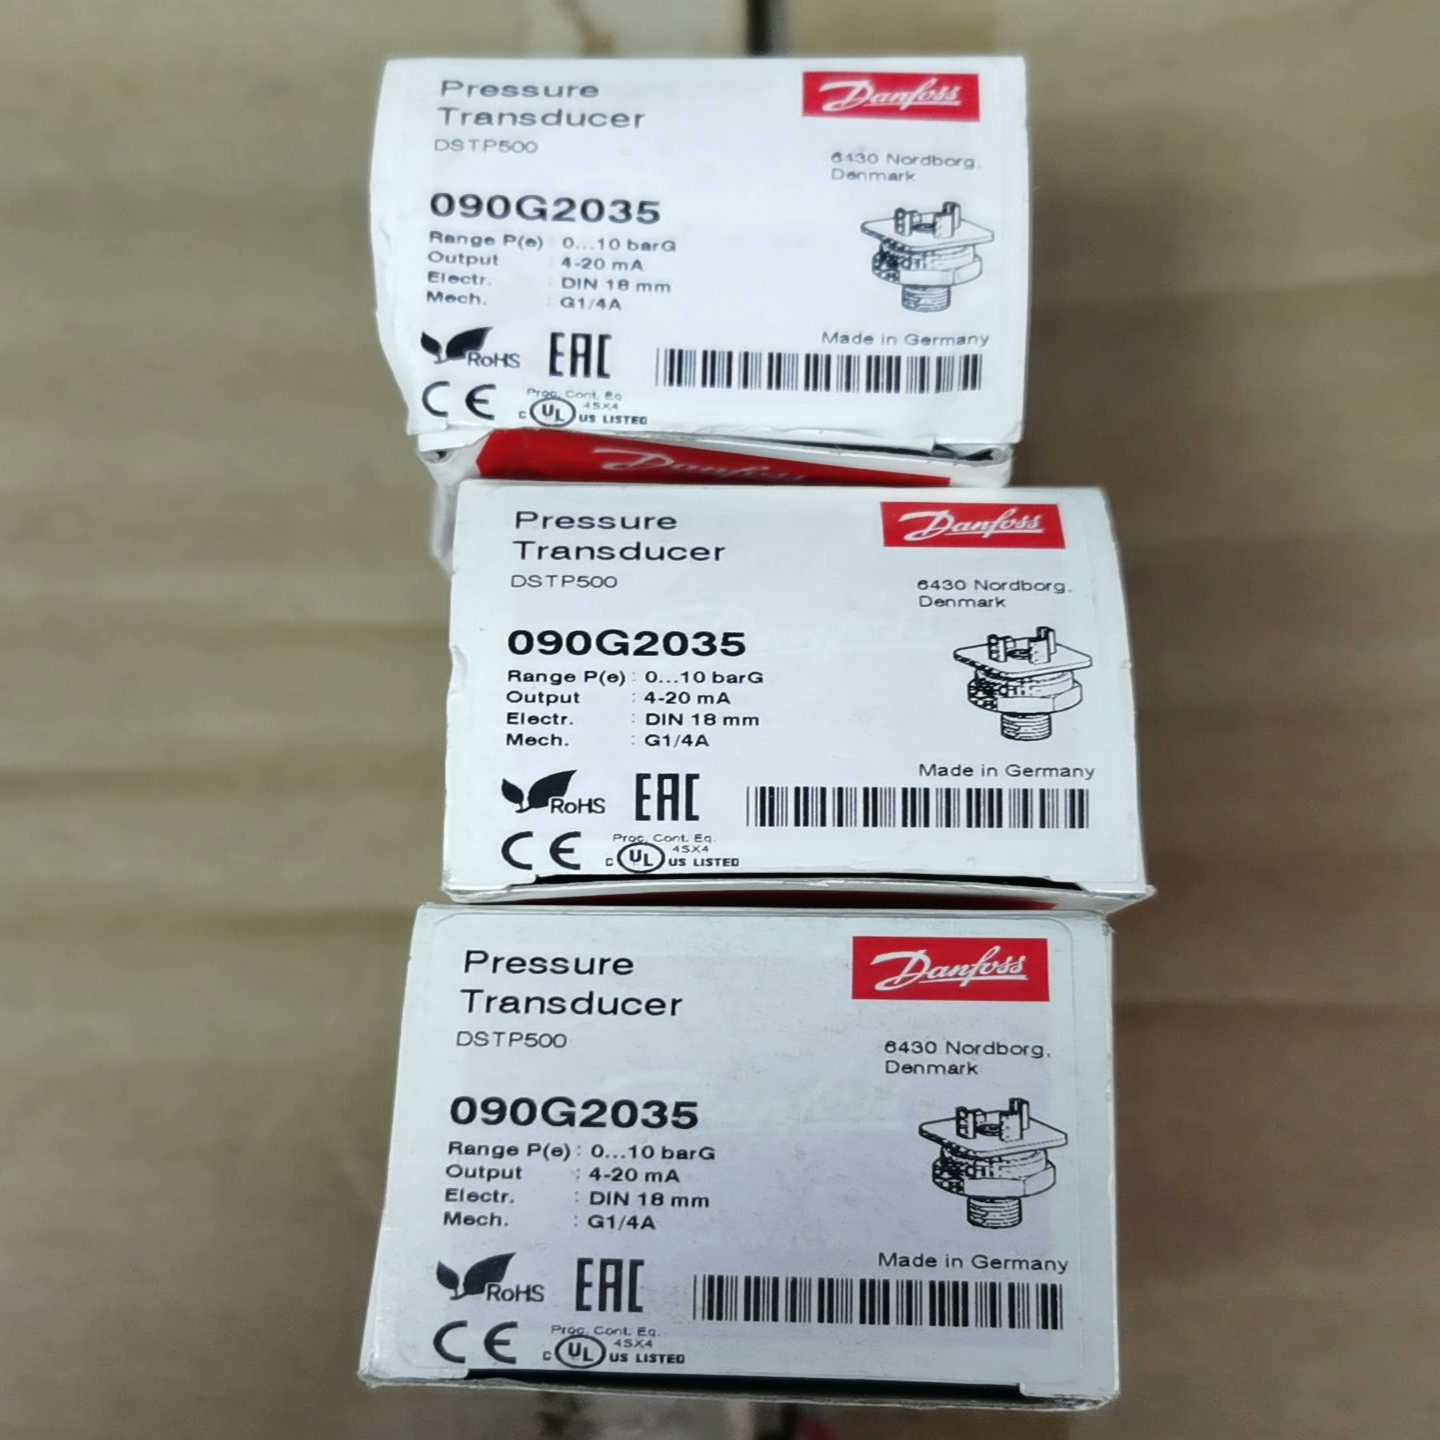 Pressure
Transducer
DSTP500
Danfoss
6430 Nordborg,
Denmark
090G2035
Range P(e) : 0...10 barG
Output : 4-20 mA
Electr. : DIN 18 mm
Mech. : G1/4A
Made in Germany
RoHS EAC
CE
Proc. Cont. Eq.
45X4
C UL US LISTED
Danfoss
Pressure
Transducer
DSTP500
Danfoss
6430 Nordborg,
Denmark
090G2035
Range P(e) : 0...10 barG
Output : 4-20 mA
Electr. : DIN 18 mm
Mech. : G1/4A
Made in Germany
RoHS EAC
CE
Proc. Cont. Eq.
45X4
C UL US LISTED
Pressure
Transducer
DSTP500
Danfoss
6430 Nordborg,
Denmark
090G2035
Range P(e) : 0...10 barG
Output : 4-20 mA
Electr. : DIN 18 mm
Mech. : G1/4A
Made in Germany
RoHS EAC
CE
Proc. Cont. Eq.
45X4
C UL US LISTED